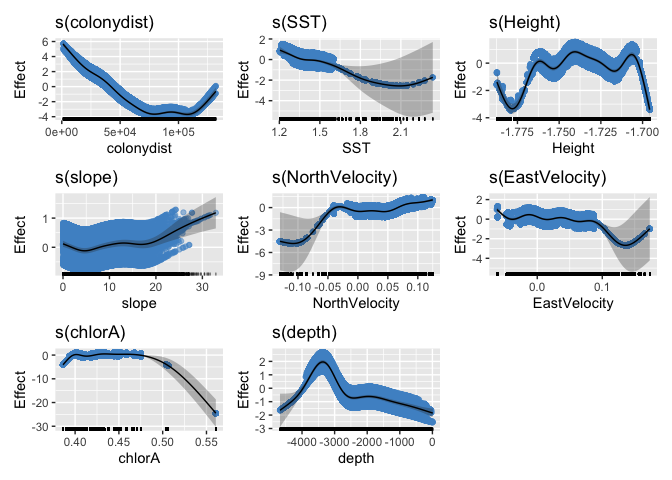 s(colonydist)
6
4
2
0
-2
-4
Effect
0e+00 5e+04 1e+05
colonydist
s(SST)
2
0
-2
-4
Effect
1.2 1.5 1.8 2.1
SST
s(Height)
0
-2
-4
Effect
-1.775 -1.750 -1.725 -1.700
Height
s(slope)
1
0
Effect
0 10 20 30
slope
s(NorthVelocity)
0
-3
-6
-9
Effect
-0.10 -0.05 0.00 0.05 0.10
NorthVelocity
s(EastVelocity)
2
0
-2
-4
Effect
0.0 0.1
EastVelocity
s(chlorA)
0
-10
-20
-30
Effect
0.40 0.45 0.50 0.55
chlorA
s(depth)
2
1
0
-1
-2
-3
Effect
-4000 -3000 -2000 -1000 0
depth